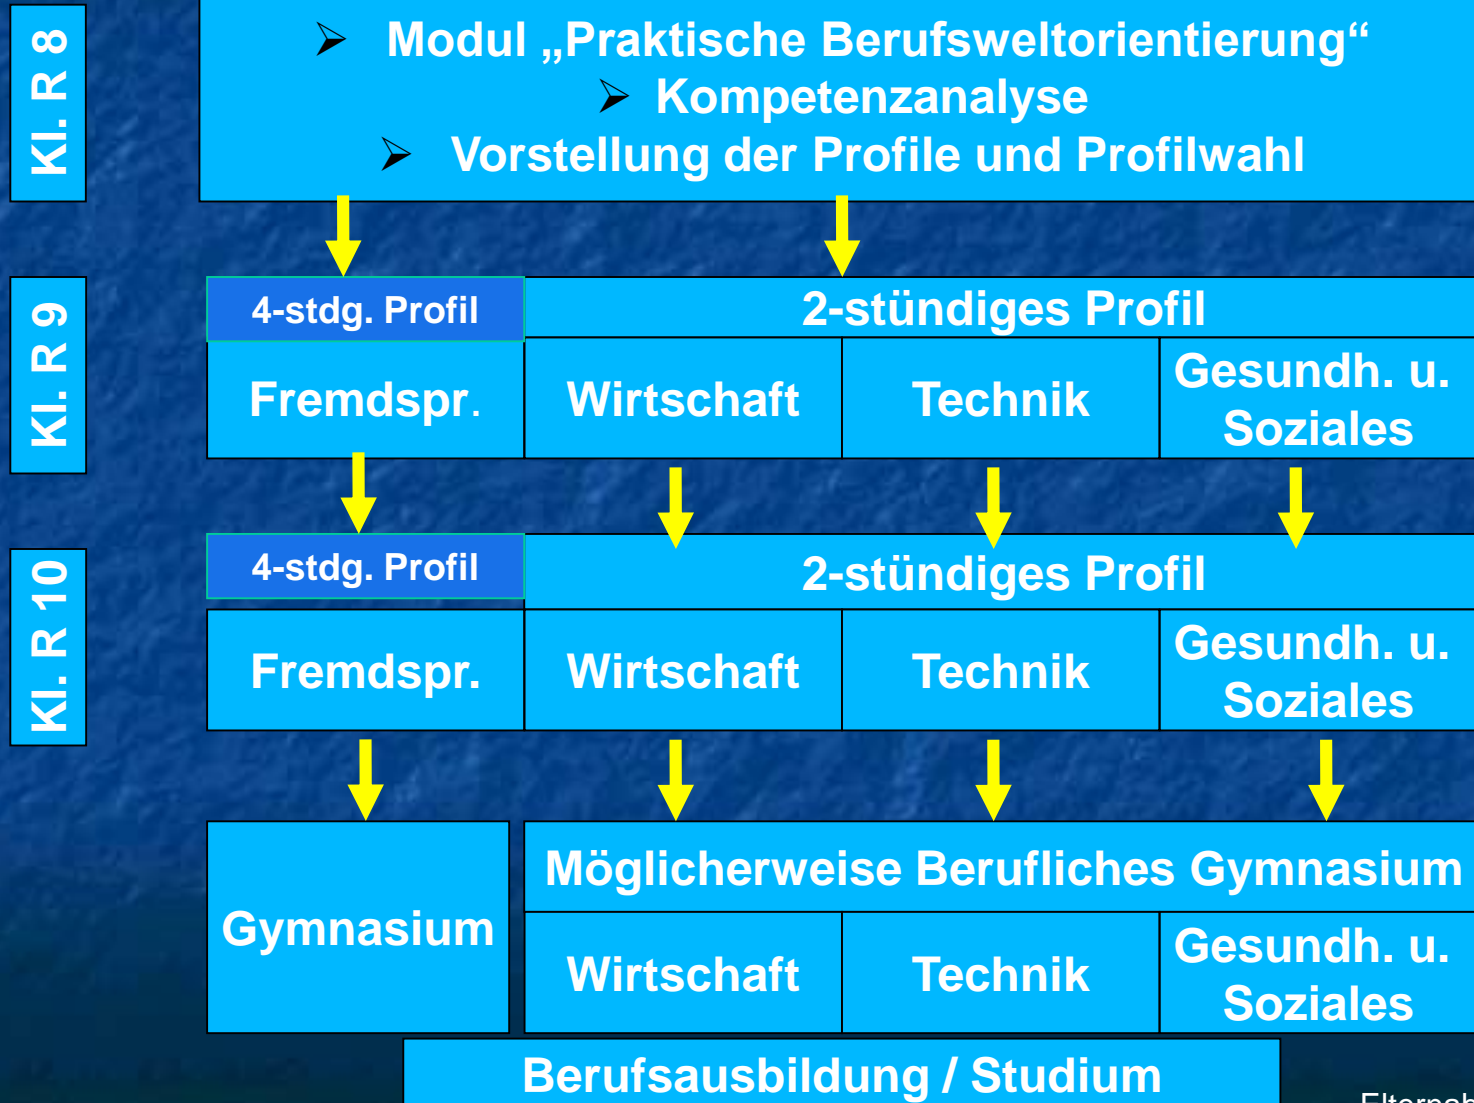 Kl. R 8
Modul „Praktische Berufsweltorientierung“
Kompetenzanalyse
Vorstellung der Profile und Profilwahl
Kl. R 9
4-stdg. Profil
2-stündiges Profil
Fremdspr.
Wirtschaft
Technik
Gesundh. u.
Soziales
Kl. R 10
4-stdg. Profil
2-stündiges Profil
Fremdspr.
Wirtschaft
Technik
Gesundh. u.
Soziales
Gymnasium
Möglicherweise Berufliches Gymnasium
Wirtschaft
Technik
Gesundh. u.
Soziales
Berufsausbildung / Studium